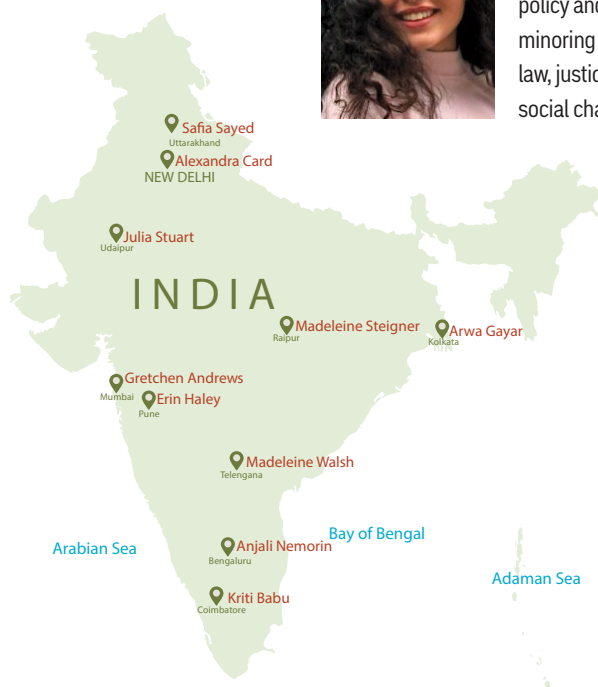 policy and
minoring
law, justic
social cha
Safia Sayed
Uttarakhand
Alexandra Card
NEW DELHI
Julia Stuart
Udaipur
INDIA
Madeleine Steigner
Raipur
Arwa Gayar
Kolkata
Gretchen Andrews
Mumbai
Erin Haley
Pune
Madeleine Walsh
Telengana
Bay of Bengal
Arabian Sea
Anjali Nemorin
Bengaluru
Adaman Sea
Kriti Babu
Coimbatore